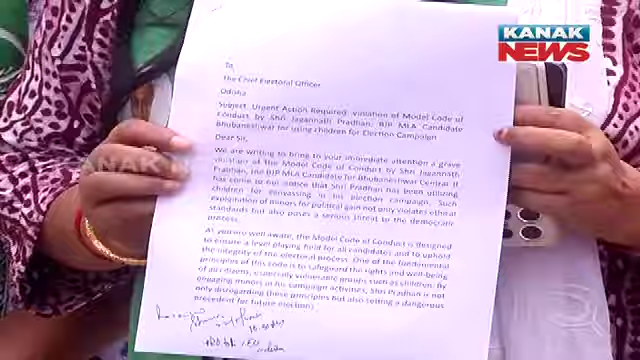 KANAK
NEWS
To,
The Chief Electoral Officer
Odisha
Subject: Urgent Action Required: Violation of Model Code of
Conduct by Shri Jagannath Pradhan, BJP MLA Candidate
Bhubaneshwar for using children for Election Campaign
Dear Sir,
We are writing to bring to your immediate attention a grave
violation of the Model Code of Conduct by Shri Jagannath
Pradhan, the BJP MLA Candidate for Bhubaneswar Central. It
has come to our notice that Shri Pradhan has been utilizing
children for canvassing in his election campaign. Such
exploitation of minors for political gain not only violates ethical
standards but also poses a serious threat to the democratic
process.
As you are well aware, the Model Code of Conduct is designed
to ensure a level playing field for all candidates and to uphold
the integrity of the electoral process. One of the fundamental
principles of this code is to safeguard the rights and well-being
of all citizens, especially vulnerable groups such as children. By
engaging minors in his campaign activities, Shri Pradhan is not
only disregarding these principles but also setting a dangerous
precedent for future elections.
KANAK NEWS